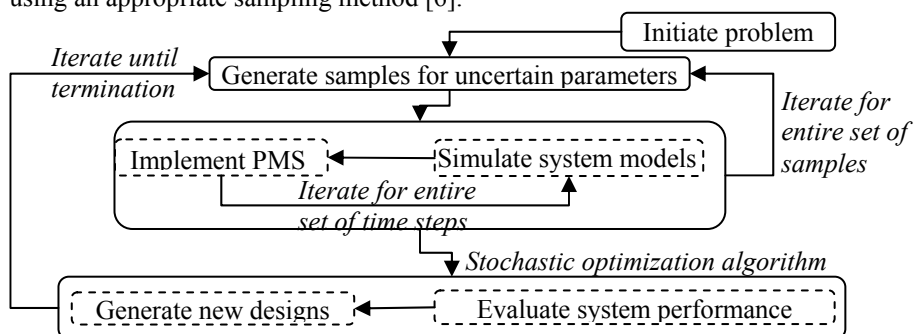 using an appropriate sampling method [6].
Initiate problem
Iterate until
termination
Generate samples for uncertain parameters
Iterate for
entire set of
samples
Implement PMS
Simulate system models
Iterate for entire
set of time steps
Stochastic optimization algorithm
Generate new designs
Evaluate system performance